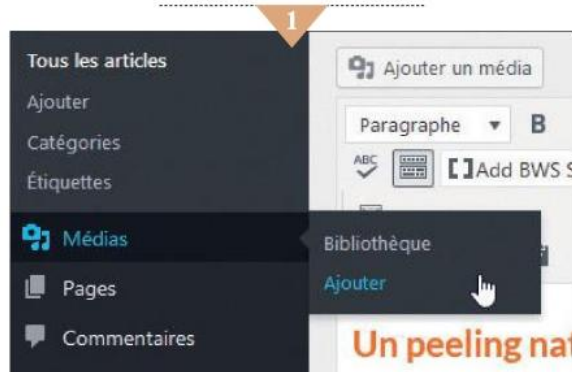 1
Tous les articles
Ajouter
Catégories
Étiquettes
Médias
Pages
Commentaires
Bibliothèque
Ajouter
Ajouter un média
Paragraphe B
ABC Add BWS
Un peeling